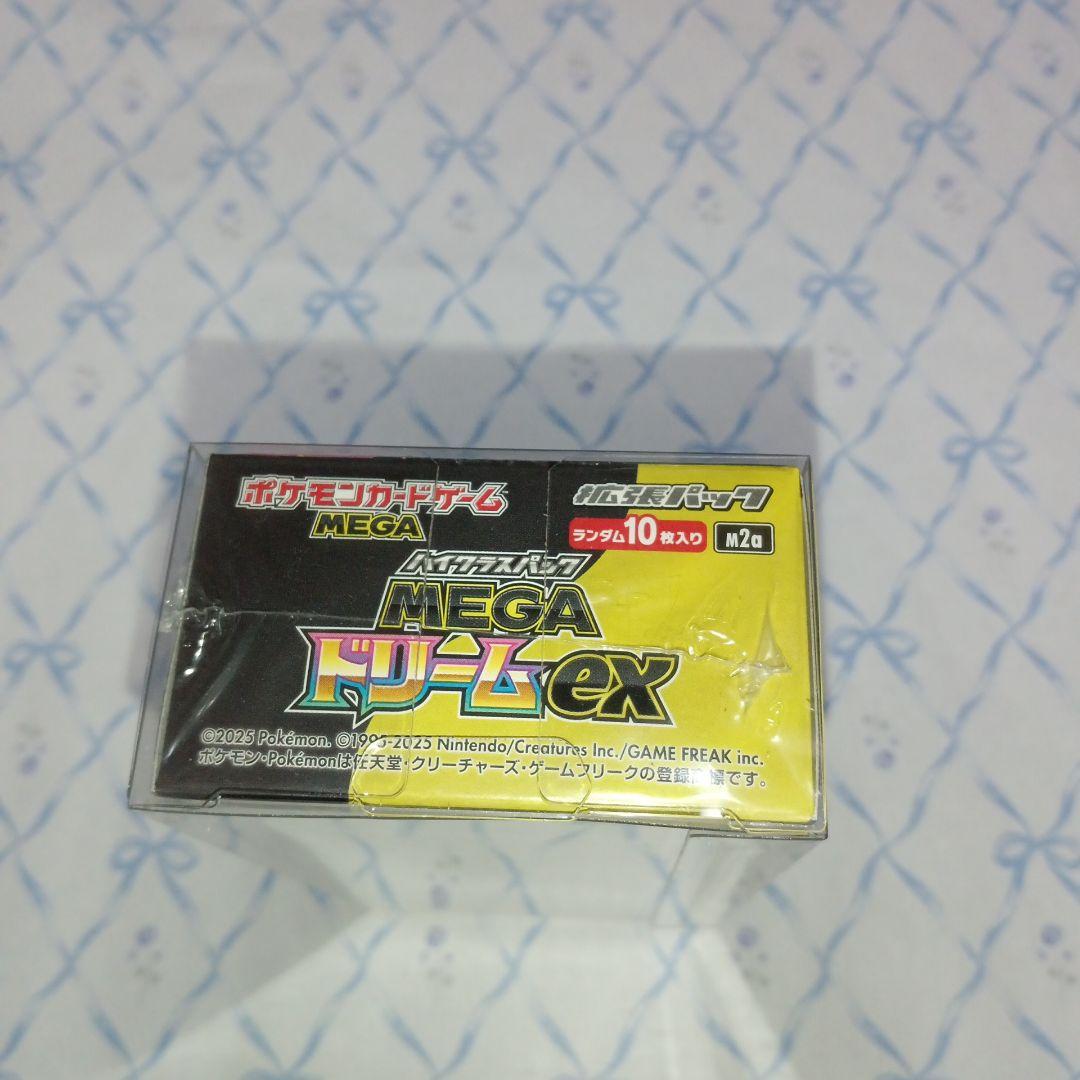 ポケモンカードゲーム
MEGA
拡張パック
ランダム10枚入り
M2a
ハイクラスパック
MEGA
ドリームex
©2025 Pokémon. ©1995-2025 Nintendo/Creatures Inc./GAME FREAK inc.
ポケモン・Pokémonは任天堂・クリーチャーズ・ゲームフリークの登録商標です。